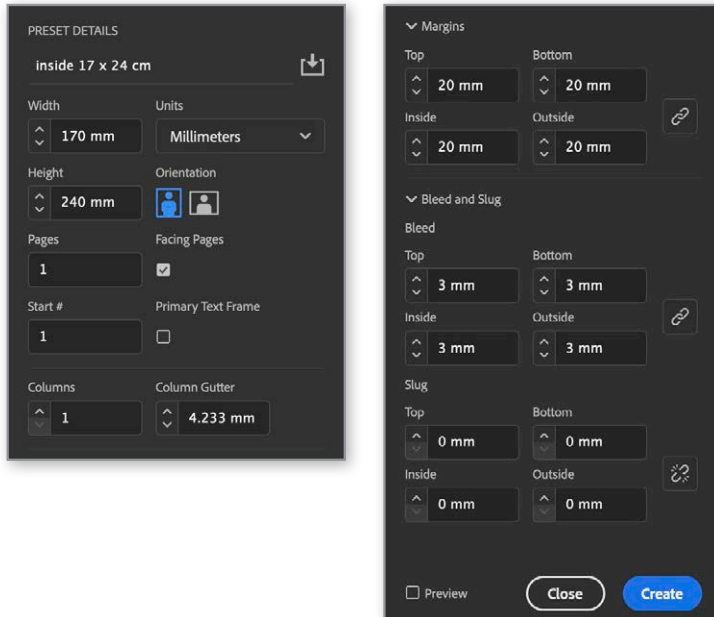 PRESET DETAILS
inside 17 x 24 cm
Width Units
170 mm Millimeters
Height Orientation
240 mm
Pages Facing Pages
1
Start # Primary Text Frame
1
Columns Column Gutter
1 4.233 mm
Margins
Top Bottom
20 mm 20 mm
Inside Outside
20 mm 20 mm
Bleed and Slug
Bleed
Top Bottom
3 mm 3 mm
Inside Outside
3 mm 3 mm
Slug
Top Bottom
0 mm 0 mm
Inside Outside
0 mm 0 mm
Preview Close Create